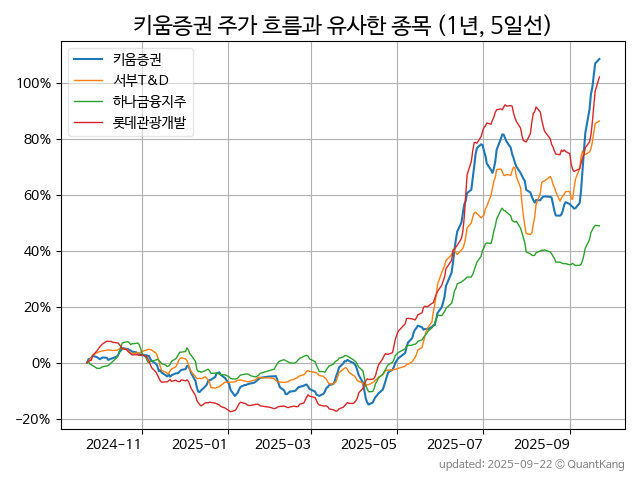 키움증권 주가 흐름과 유사한 종목 (1년, 5일선)
키움증권
서부T&D
하나금융지주
롯데관광개발
100%
80%
60%
40%
20%
0%
−20%
2024-11
2025-01
2025-03
2025-05
2025-07
2025-09
updated: 2025-09-22 © QuantKang